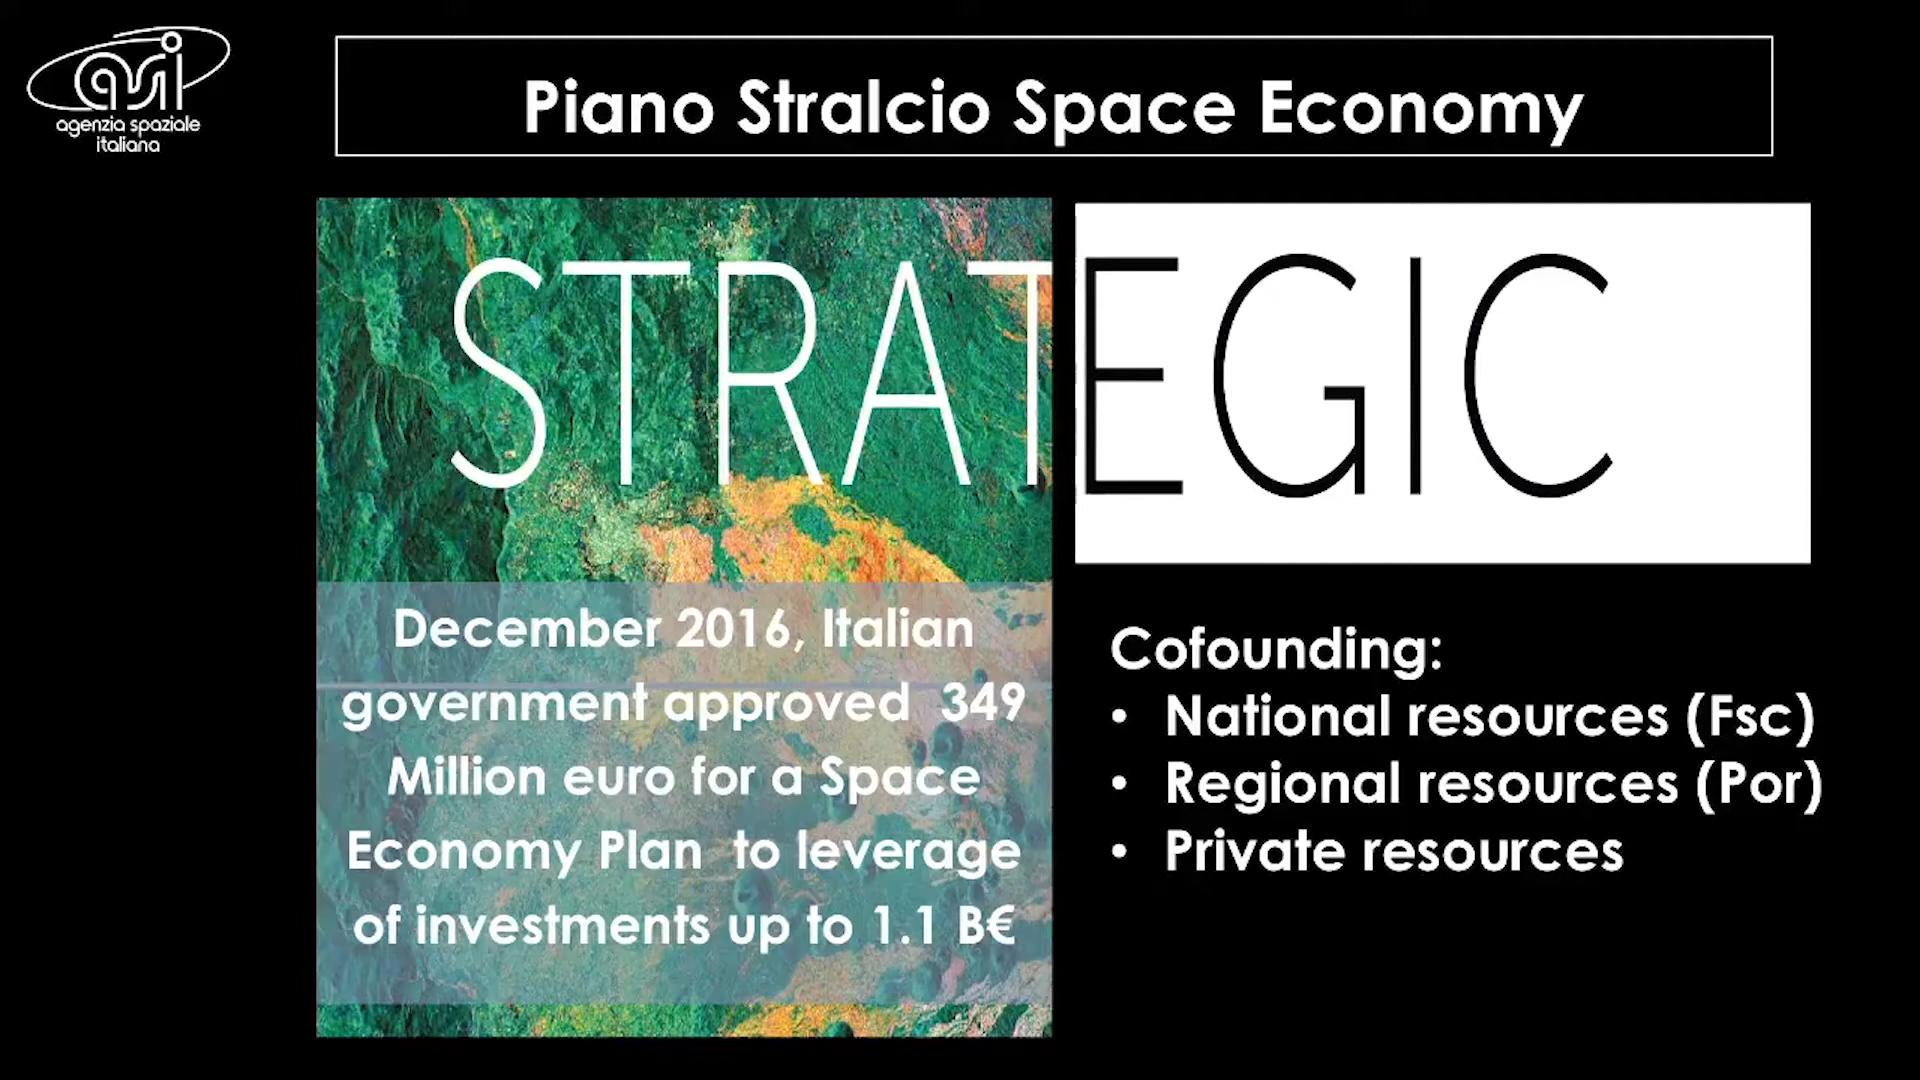 asi
agenzia spaziale
italiana
Piano Stralcio Space Economy
STRATEGIC
December 2016, Italian
government approved 349
Million euro for a Space
Economy Plan to leverage
of investments up to 1.1 B€
Cofounding:
• National resources (Fsc)
• Regional resources (Por)
• Private resources